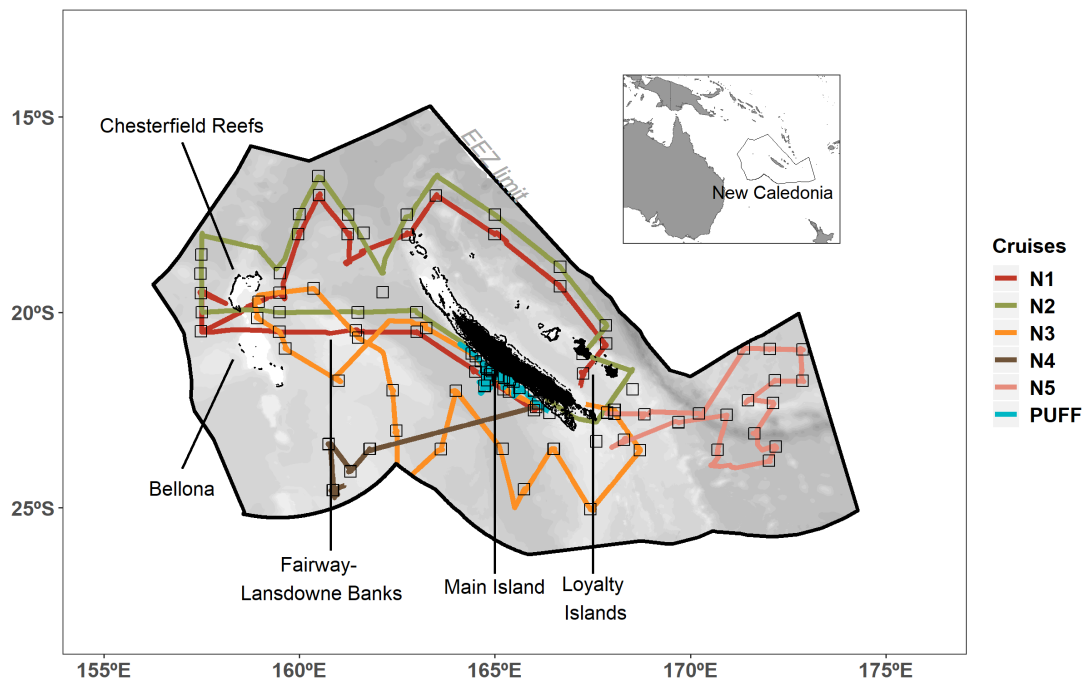 15ºS
20ºS
25ºS
155ºE
160ºE
165ºE
170ºE
175ºE
Chesterfield Reefs
EEZ limit
New Caledonia
Bellona
Fairway-
Lansdowne Banks
Main Island
Loyalty
Islands
Cruises
N1
N2
N3
N4
N5
PUFF